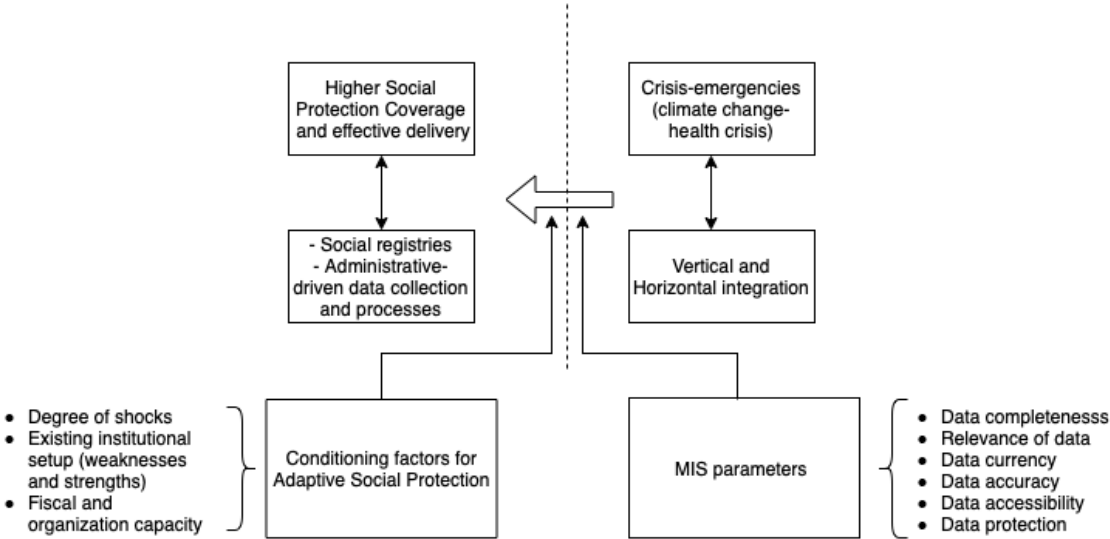 Higher Social
Protection Coverage
and effective delivery
Crisis-emergencies
(climate change-
health crisis)
- Social registries
- Administrative-
driven data collection
and processes
Vertical and
Horizontal integration
● Degree of shocks
● Existing institutional
setup (weaknesses
and strengths)
● Fiscal and
organization capacity
Conditioning factors for
Adaptive Social Protection
MIS parameters
● Data completenesss
● Relevance of data
● Data currency
● Data accuracy
● Data accessibility
● Data protection